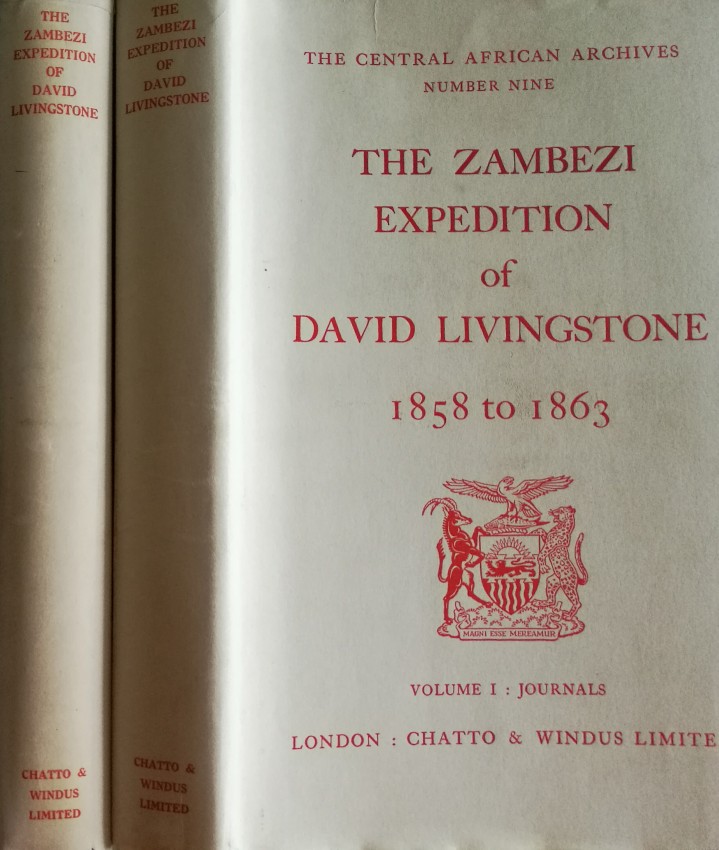 THE
ZAMBEZI
EXPEDITION
OF
DAVID
LIVINGSTONE
CHATTO &
WINDUS
LIMITED
THE
ZAMBEZI
EXPEDITION
OF
DAVID
LIVINGSTONE
CHATTO &
WINDUS
LIMITED
THE CENTRAL AFRICAN ARCHIVES
NUMBER NINE
THE ZAMBEZI
EXPEDITION
of
DAVID LIVINGSTONE
1858 to 1863
MAGNI ESSE MEREAMUR
VOLUME I : JOURNALS
LONDON : CHATTO & WINDUS LIMITE